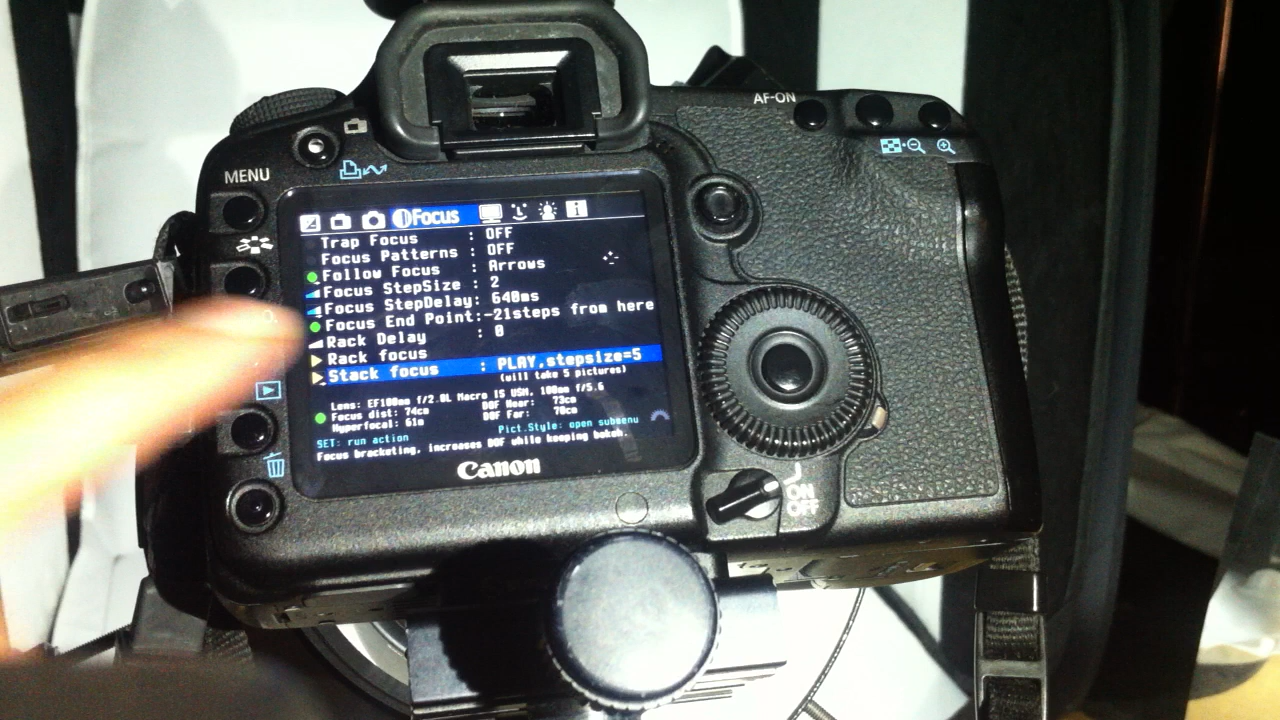 AF-ON
MENU
Focus
Trap Focus : OFF
Focus Patterns : OFF
Follow Focus : Arrows
Focus StepSize : 2
Focus StepDelay: 640ms
Focus End Point:-21steps from here
Rack Delay : 0
Rack focus
Stack focus : PLAY,stepsize=5
(will take 5 pictures)
Lens: EF100mm f/2.8L Macro IS USM, 100mm f/5.6
Focus dist: 74cm DOF Near: 73cm
Hyperfocal: 61m DOF Far: 78cm
Pict.Style: open submenu
SET: run action
Focus bracketing, increases DOF while keeping bokeh.
Canon
ON
OFF